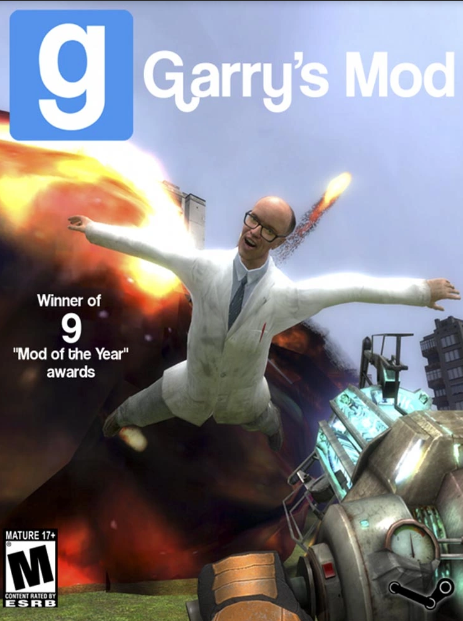 g
Garry's Mod
Winner of
9
"Mod of the Year"
awards
MATURE 17+
M
CONTENT RATED BY
ESRB